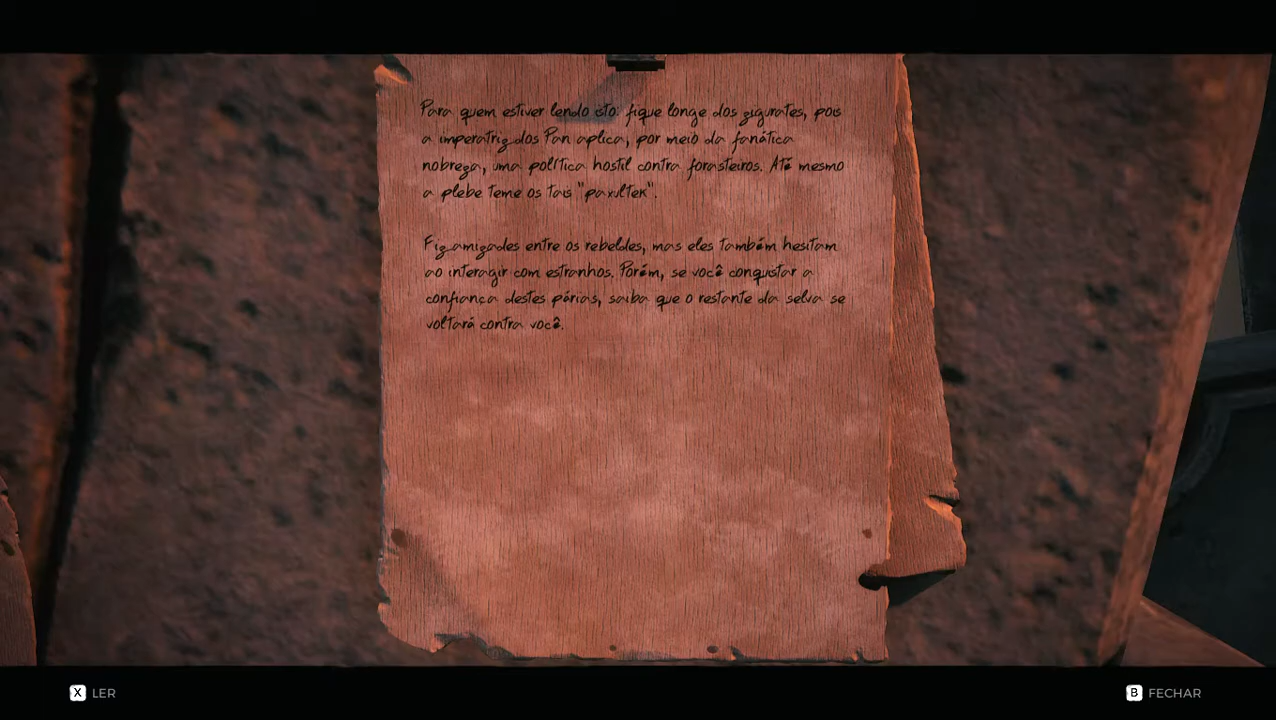 Para quem estiver lendo isto: fique longe dos zigurates, pois
a imperatriz dos Pan aplica, por meio da fanática
nobreza, uma política hostil contra forasteiros. Até mesmo
a plebe teme os tais "paxultek".
Fiz amizades entre os rebeldes, mas eles também hesitam
ao interagir com estranhos. Porém, se você conquistar a
confiança destes párias, saiba que o restante da selva se
voltará contra você.
X LER
B FECHAR